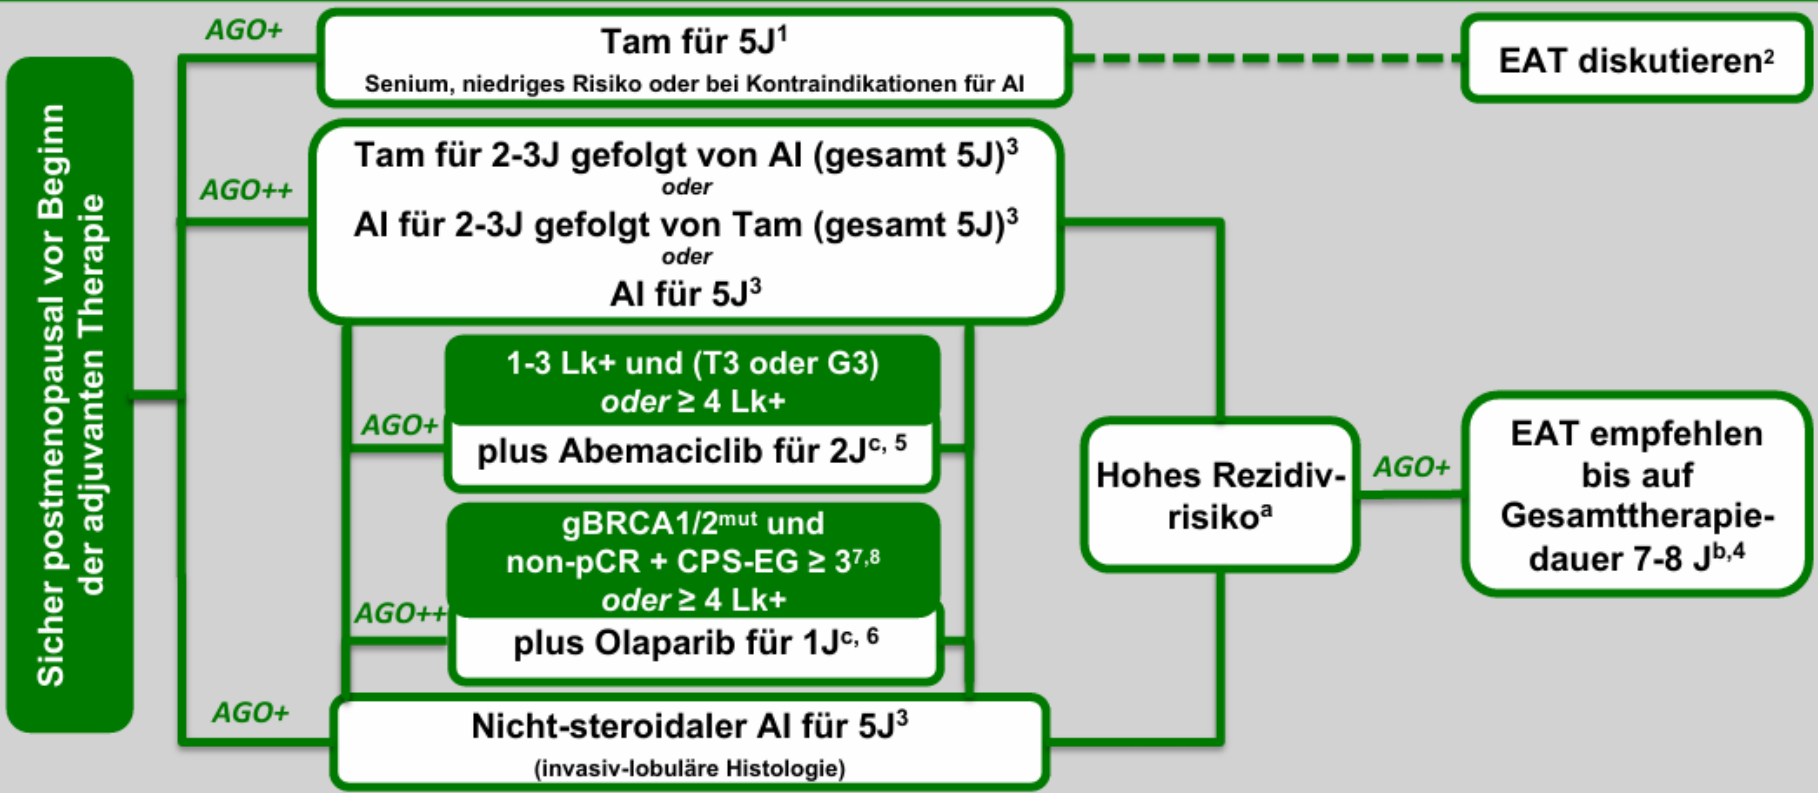 Sicher postmenopausal vor Beginn
der adjuvanten Therapie
AGO+
Tam für 5J¹
Senium, niedriges Risiko oder bei Kontraindikationen für AI
EAT diskutieren²
AGO++
Tam für 2-3J gefolgt von AI (gesamt 5J)³
oder
AI für 2-3J gefolgt von Tam (gesamt 5J)³
oder
AI für 5J³
1-3 Lk+ und (T3 oder G3)
oder ≥ 4 Lk+
AGO+
plus Abemaciclib für 2Jᶜ, ⁵
gBRCA1/2ᵐᵘᵗ und
non-pCR + CPS-EG ≥ 3⁷,⁸
oder ≥ 4 Lk+
AGO++
plus Olaparib für 1Jᶜ, ⁶
AGO+
Nicht-steroidaler AI für 5J³
(invasiv-lobuläre Histologie)
Hohes Rezidiv-
risikoᵃ
AGO+
EAT empfehlen
bis auf
Gesamttherapie-
dauer 7-8 Jᵇ,⁴